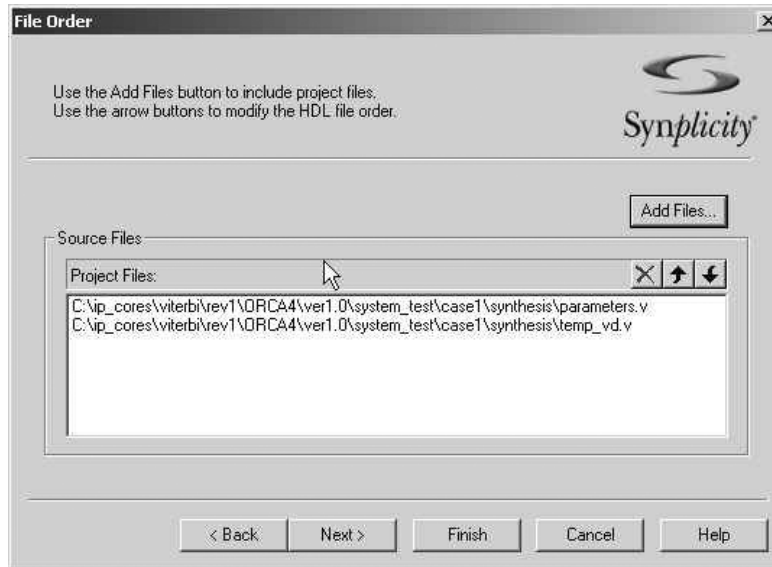 File Order
Use the Add Files button to include project files.
Use the arrow buttons to modify the HDL file order.
Synplicity®
Add Files...
Source Files
Project Files:
C:\ip_cores\viterbi\rev1\ORCA4\ver1.0\system_test\case1\synthesis\parameters.v
C:\ip_cores\viterbi\rev1\ORCA4\ver1.0\system_test\case1\synthesis\temp_vd.v
< Back
Next >
Finish
Cancel
Help